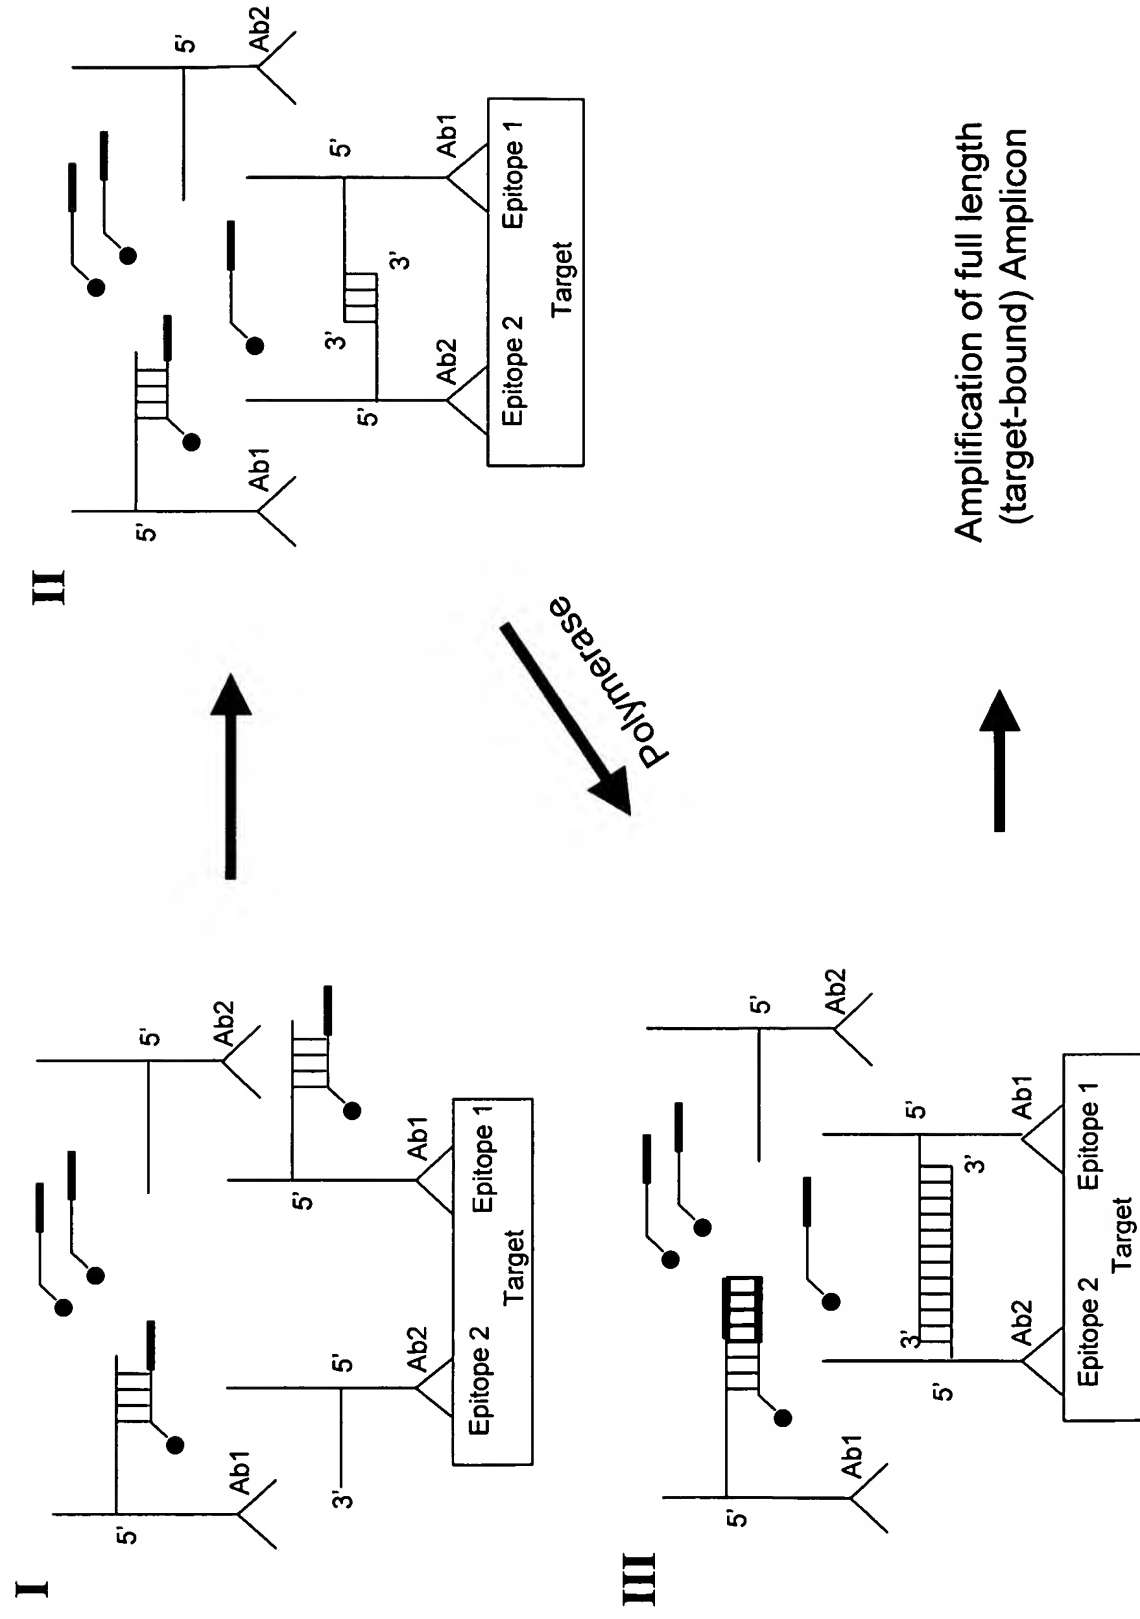 I
5'
Ab1
5'
Ab2
3'
5'
Ab2
5'
Ab1
Epitope 2
Epitope 1
Target
II
5'
Ab1
5'
Ab2
3'
5'
3'
5'
Ab2
Ab1
Epitope 2
Epitope 1
Target
Polymerase
III
5'
Ab1
5'
Ab2
3'
5'
5'
3'
Ab2
Ab1
Epitope 2
Epitope 1
Target
Amplification of full length
(target-bound) Amplicon